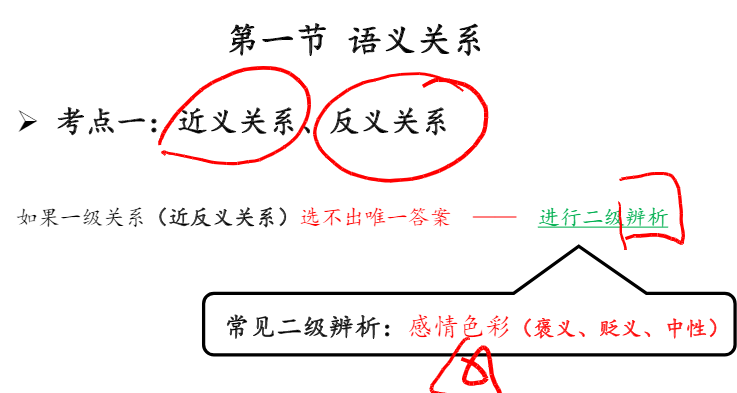 第一节 语义关系
➢ 考点一：近义关系、反义关系
如果一级关系（近反义关系）选不出唯一答案 —— 进行二级辨析
常见二级辨析：感情色彩（褒义、贬义、中性）